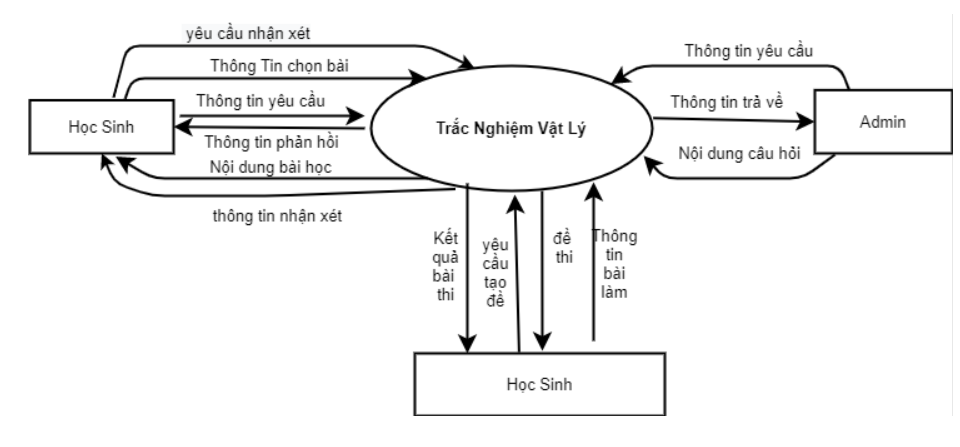 yêu cầu nhận xét
Thông Tin chọn bài
Thông tin yêu cầu
Học Sinh
Thông tin phản hồi
Nội dung bài học
thông tin nhận xét
Trắc Nghiệm Vật Lý
Thông tin yêu cầu
Thông tin trả về
Admin
Nội dung câu hỏi
Kết
quả
bài
thi
yêu
cầu
tạo
đề
đề
thi
Thông
tin
bài
làm
Học Sinh